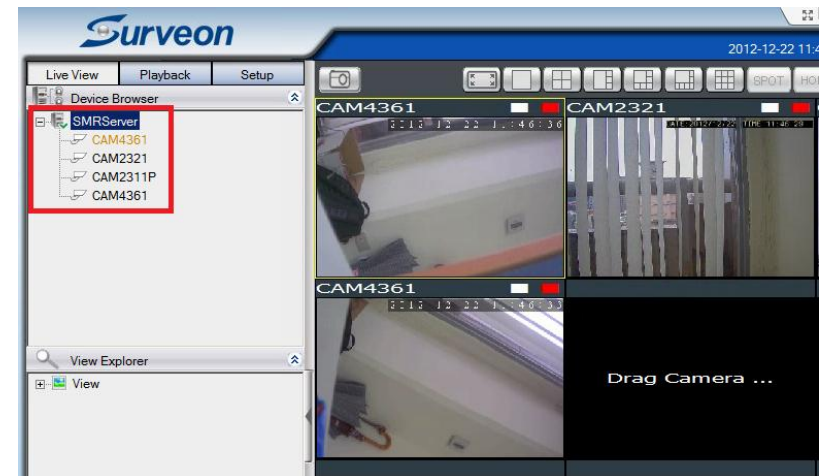 Surveon
2012-12-22 11:4
Live View Playback Setup
SPOT HO
Device Browser
SMRServer
CAM4361
CAM2321
CAM2311P
CAM4361
CAM4361
CAM2321
CAM4361
Drag Camera ...
View Explorer
View